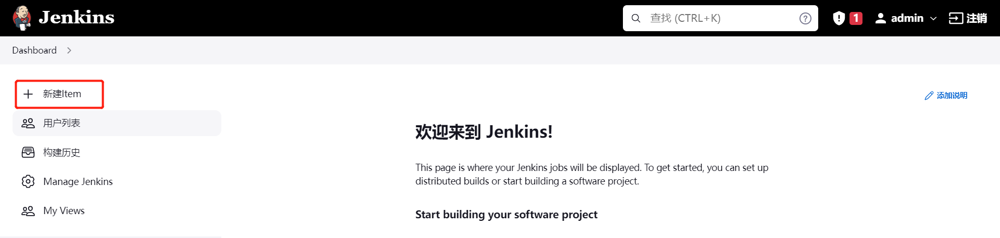 Jenkins
查找 (CTRL+K)
1
admin
注销
Dashboard
新建Item
添加说明
用户列表
构建历史
Manage Jenkins
My Views
欢迎来到 Jenkins!
This page is where your Jenkins jobs will be displayed. To get started, you can set up
distributed builds or start building a software project.
Start building your software project